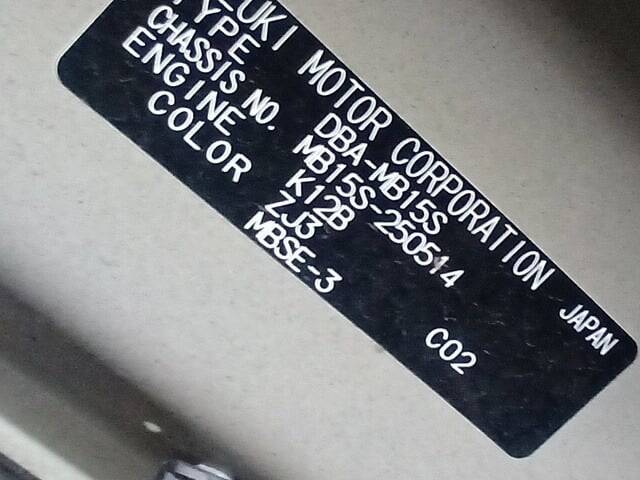 UKI MOTOR CORPORATION JAPAN
TYPE DBA-MB15S
CHASSIS NO. MB15S-250514
ENGINE K12B
COLOR ZJ3
MBSE-3 C02